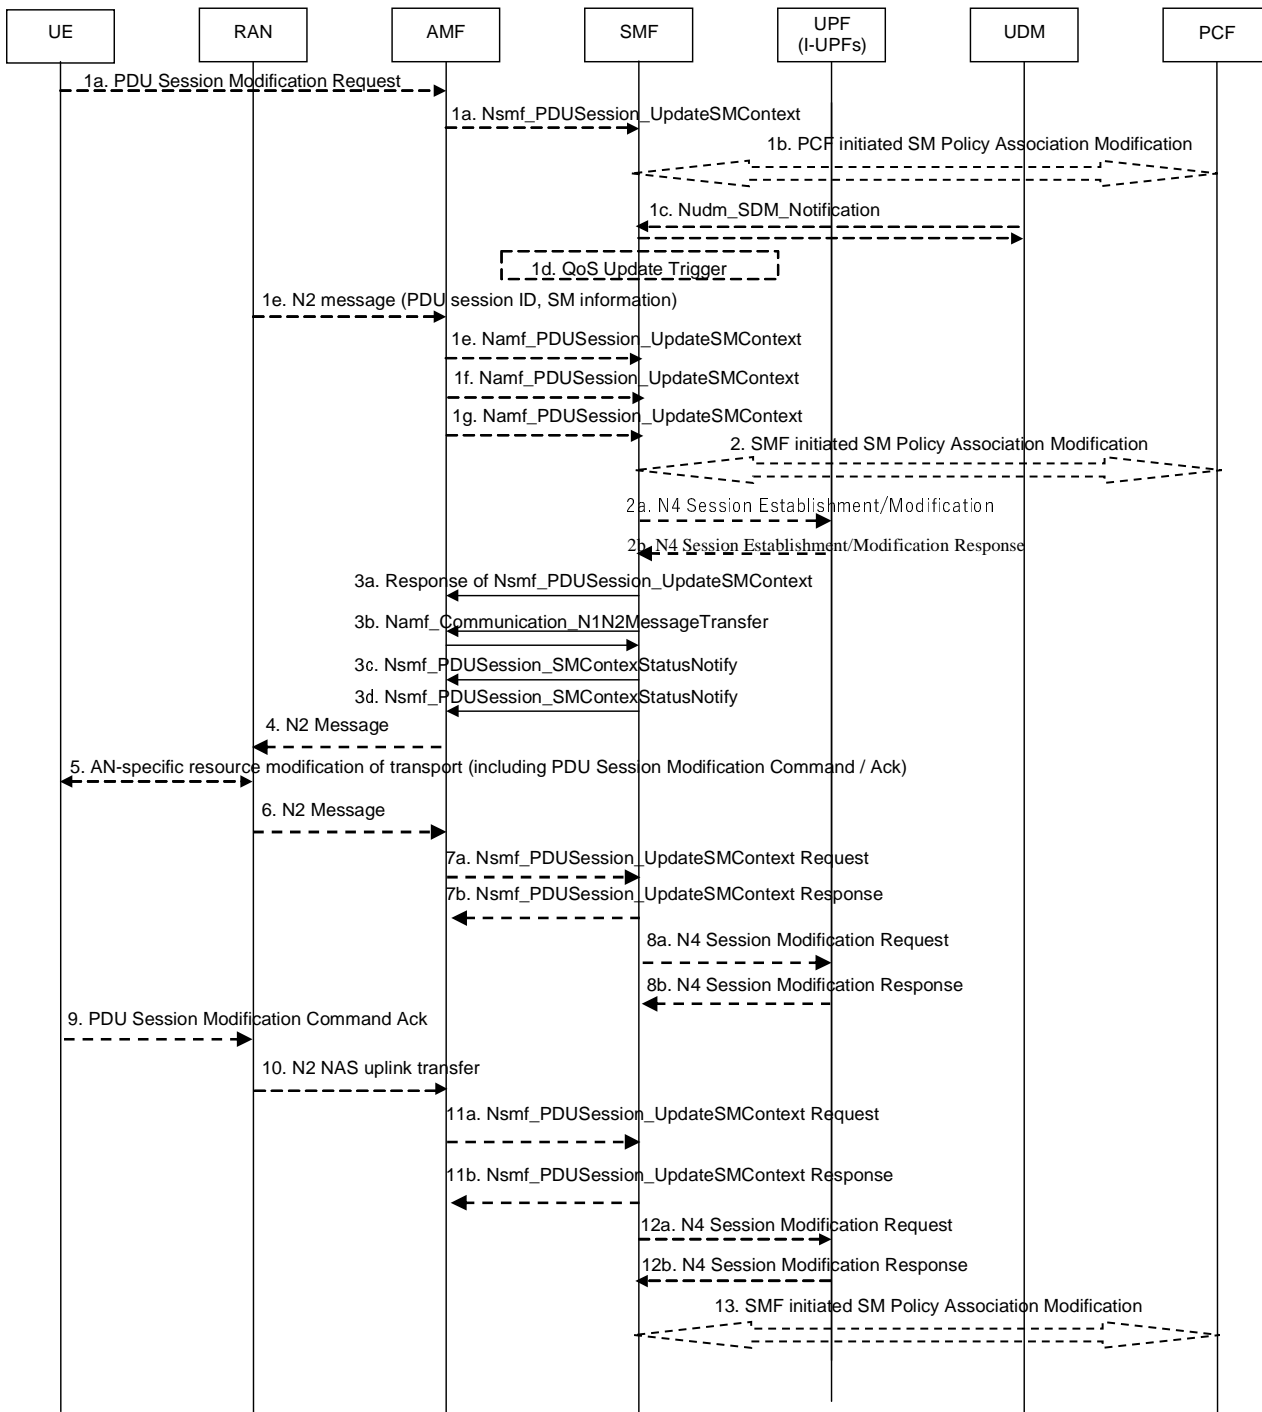 UE
RAN
AMF
SMF
UPF
(I-UPFs)
UDM
PCF
1a. PDU Session Modification Request
1a. Nsmf_PDUSession_UpdateSMContext
1b. PCF initiated SM Policy Association Modification
1c. Nudm_SDM_Notification
1d. QoS Update Trigger
1e. N2 message (PDU session ID, SM information)
1e. Namf_PDUSession_UpdateSMContext
1f. Namf_PDUSession_UpdateSMContext
1g. Namf_PDUSession_UpdateSMContext
2. SMF initiated SM Policy Association Modification
2a. N4 Session Establishment/Modification
2b. N4 Session Establishment/Modification Response
3a. Response of Nsmf_PDUSession_UpdateSMContext
3b. Namf_Communication_N1N2MessageTransfer
3c. Nsmf_PDUSession_SMContexStatusNotify
3d. Nsmf_PDUSession_SMContexStatusNotify
4. N2 Message
5. AN-specific resource modification of transport (including PDU Session Modification Command / Ack)
6. N2 Message
7a. Nsmf_PDUSession_UpdateSMContext Request
7b. Nsmf_PDUSession_UpdateSMContext Response
8a. N4 Session Modification Request
8b. N4 Session Modification Response
9. PDU Session Modification Command Ack
10. N2 NAS uplink transfer
11a. Nsmf_PDUSession_UpdateSMContext Request
11b. Nsmf_PDUSession_UpdateSMContext Response
12a. N4 Session Modification Request
12b. N4 Session Modification Response
13. SMF initiated SM Policy Association Modification